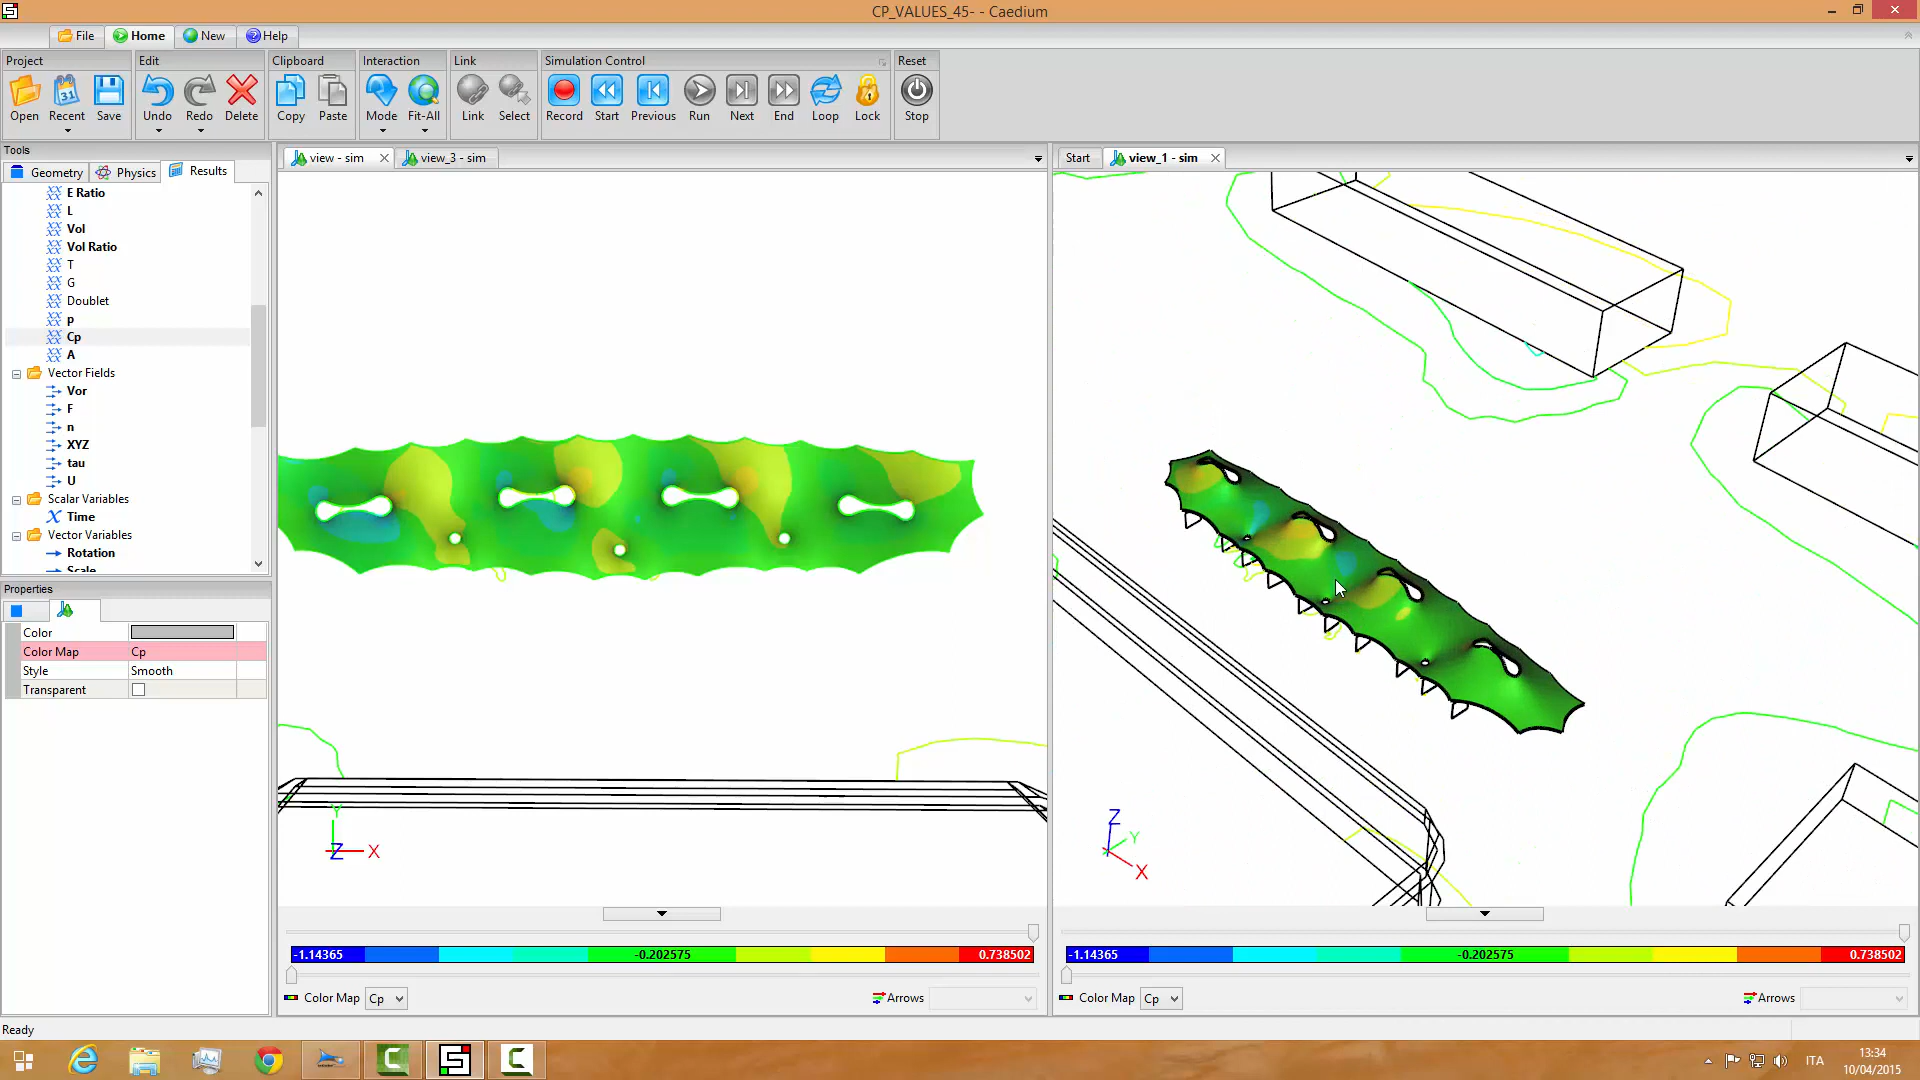 CP_VALUES_45- - Caedium
File
Home
New
Help
Project
Edit
Clipboard
Interaction
Link
Simulation Control
Reset
Open
Recent
Save
Undo
Redo
Delete
Copy
Paste
Mode
Fit-All
Link
Select
Record
Start
Previous
Run
Next
End
Loop
Lock
Stop
Tools
Geometry
Physics
Results
E Ratio
L
Vol
Vol Ratio
T
G
Doublet
p
Cp
A
Vector Fields
Vor
F
n
XYZ
tau
U
Scalar Variables
Time
Vector Variables
Rotation
Scale
Properties
Color
Color Map Cp
Style Smooth
Transparent
view - sim
view_3 - sim
Y
Z X
-1.14365 -0.202575 0.738502
Color Map Cp
Arrows
Start
view_1 - sim
Z
Y
X
-1.14365 -0.202575 0.738502
Color Map Cp
Arrows
Ready
ITA
13:34
10/04/2015